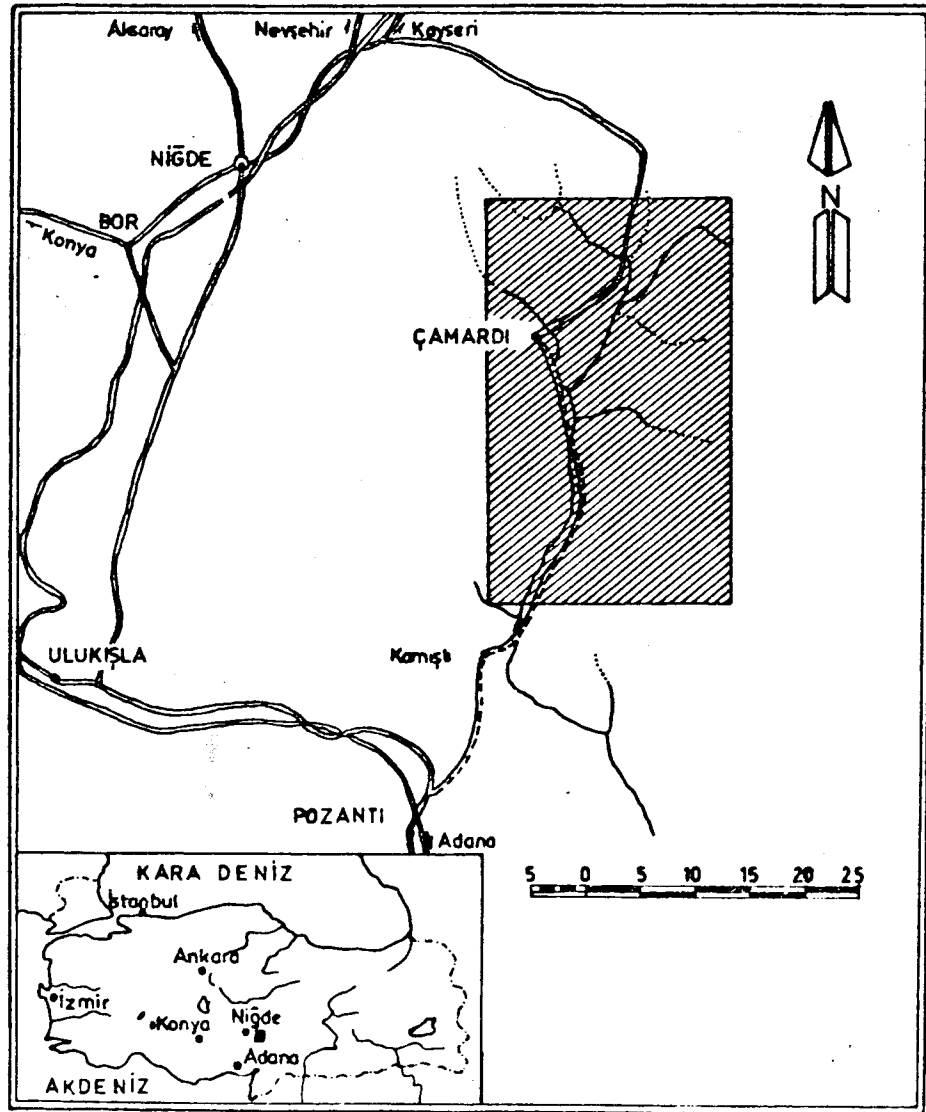 Aksaray Nevşehir Kayseri
NİĞDE
BOR
Konya
N
ÇAMARDI
ULUKIŞLA
Kamışlı
POZANTI
Adana
5 0 5 10 15 20 25
KARA DENİZ
İstanbul
Ankara
İzmir
Konya
Niğde
Adana
AKDENİZ